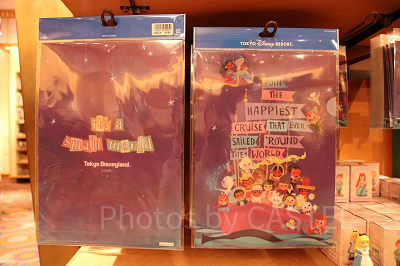 it's a
small world
Tokyo Disneyland
TOKYO Disney RESORT
JOIN
THE
HAPPIEST
CRUISE THAT EVER
SAILED 'ROUND
THE WORLD
Photos by CASTEL